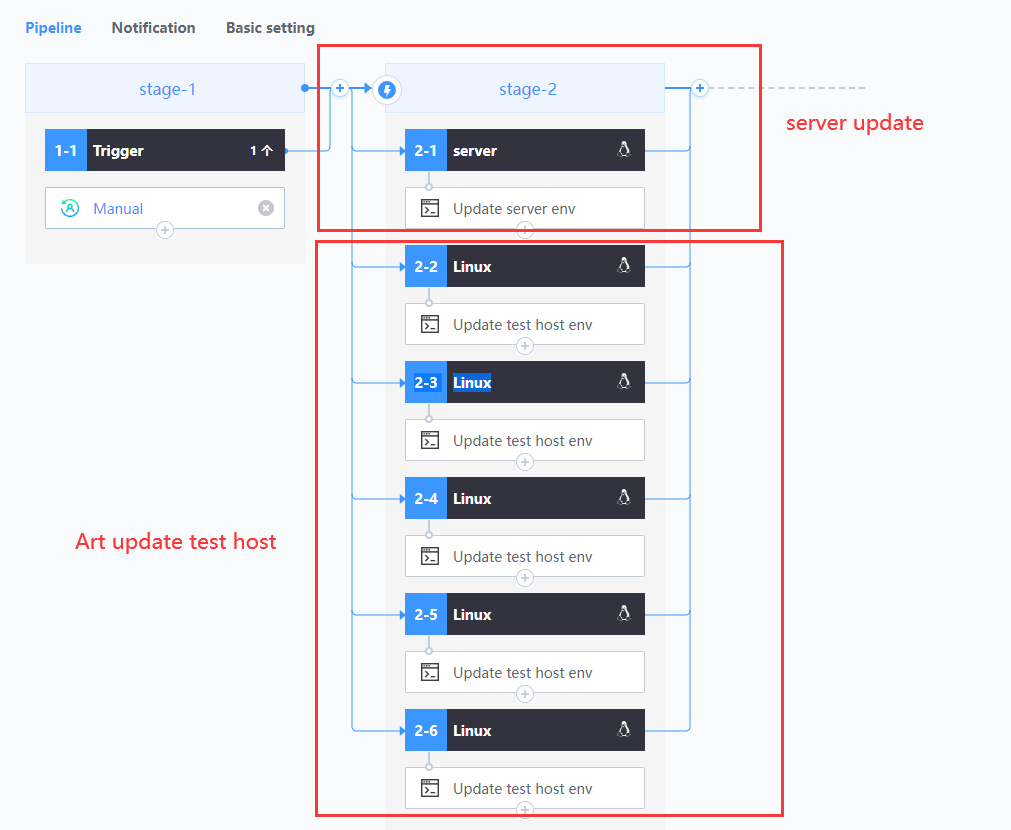 Pipeline Notification Basic setting
stage-1
1-1 Trigger 1
Manual
stage-2
2-1 server
Update server env
2-2 Linux
Update test host env
2-3 Linux
Update test host env
2-4 Linux
Update test host env
2-5 Linux
Update test host env
2-6 Linux
Update test host env
server update
Art update test host